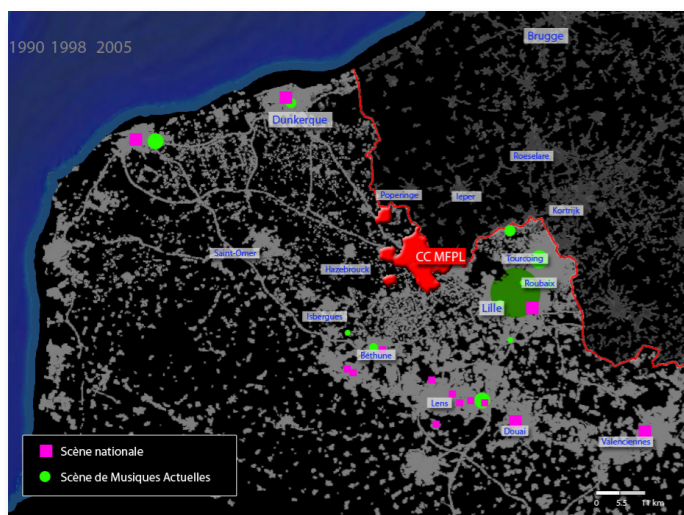 1990 1998 2005
Brugge
Dunkerque
Roeselare
Poperinge
Ieper
Kortrijk
Saint-Omer
CC MFPL
Tourcoing
Hazebrouck
Roubaix
Lille
Isbergues
Béthune
Lens
Douai
Valenciennes
Scène nationale
Scène de Musiques Actuelles
0 5.5 11 km